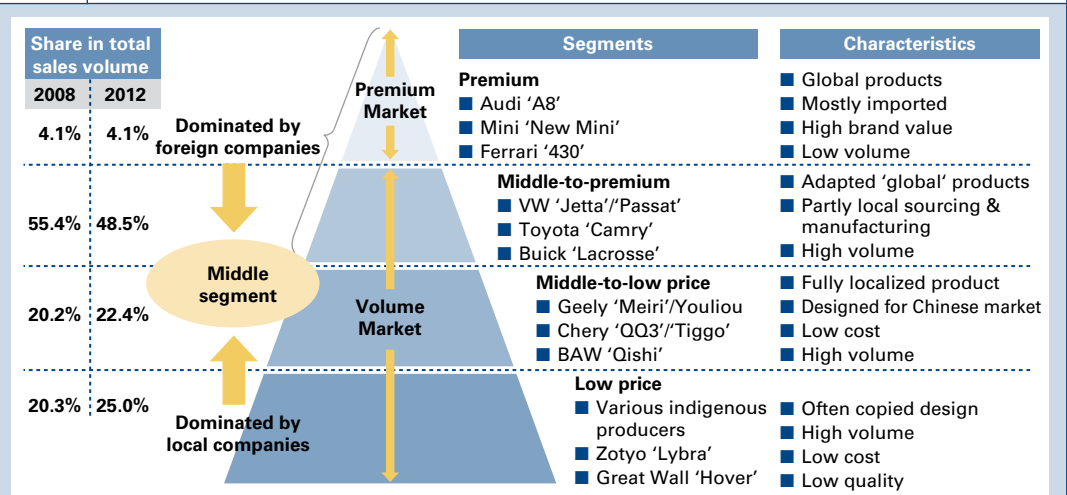 Share in total
sales volume
2008 2012
Segments
Characteristics
4.1% 4.1%
Dominated by
foreign companies
Premium
Market
Premium
■ Audi ‘A8’
■ Mini ‘New Mini’
■ Ferrari ‘430’
■ Global products
■ Mostly imported
■ High brand value
■ Low volume
55.4% 48.5%
Middle-to-premium
■ VW ‘Jetta’/‘Passat’
■ Toyota ‘Camry’
■ Buick ‘Lacrosse’
■ Adapted ‘global‘ products
■ Partly local sourcing &
manufacturing
■ High volume
Middle
segment
20.2% 22.4%
Volume
Market
Middle-to-low price
■ Geely ‘Meiri’/Youliou
■ Chery ‘QQ3’/‘Tiggo’
■ BAW ‘Qishi’
■ Fully localized product
■ Designed for Chinese market
■ Low cost
■ High volume
20.3% 25.0%
Dominated by
local companies
Low price
■ Various indigenous
producers
■ Zotyo ‘Lybra’
■ Great Wall ‘Hover’
■ Often copied design
■ High volume
■ Low cost
■ Low quality